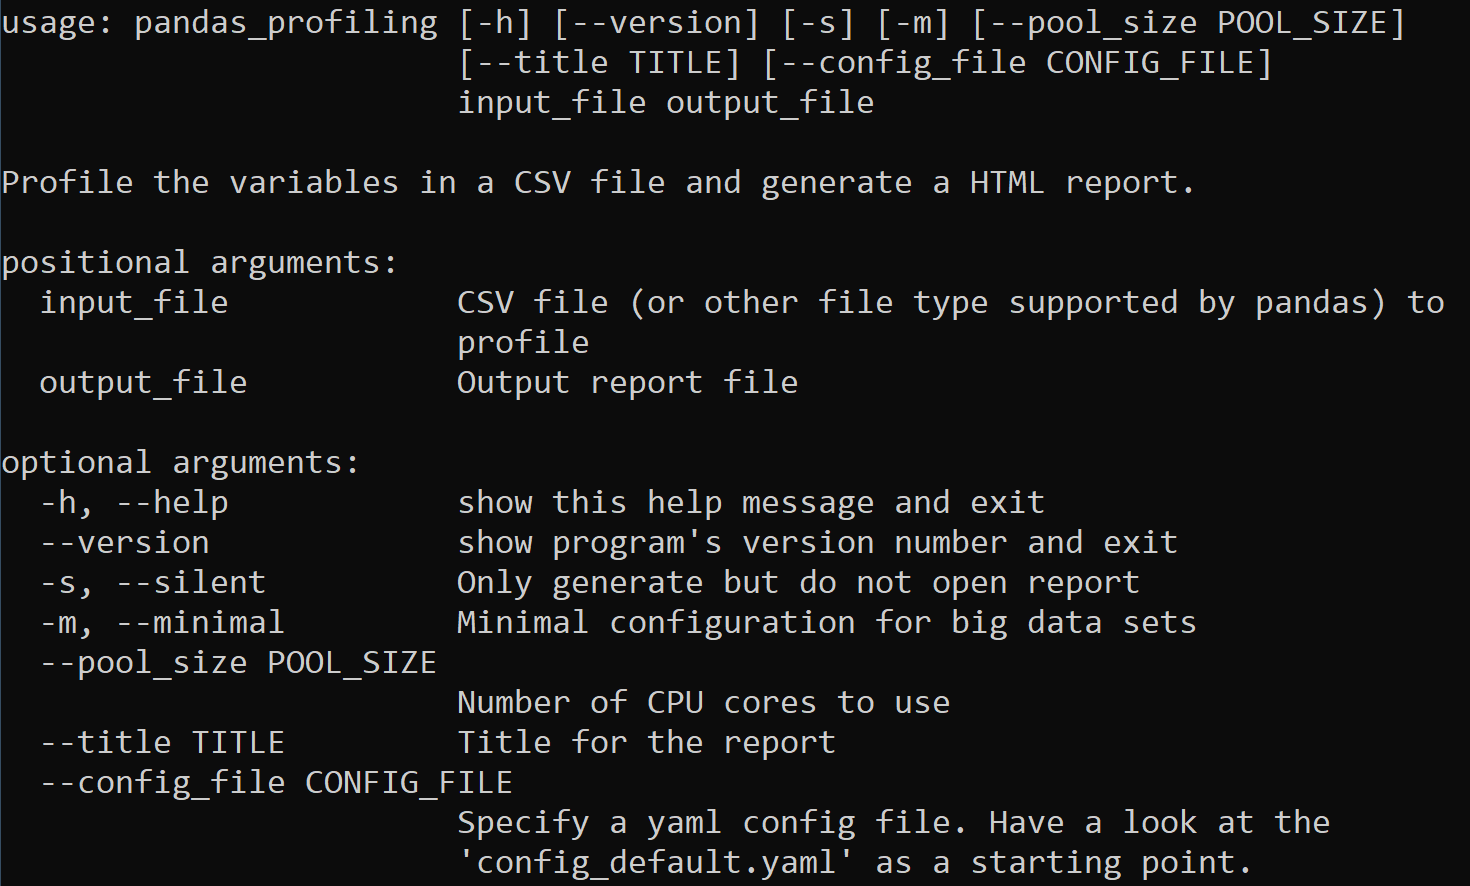 usage: pandas_profiling [-h] [--version] [-s] [-m] [--pool_size POOL_SIZE]
                        [--title TITLE] [--config_file CONFIG_FILE]
                        input_file output_file

Profile the variables in a CSV file and generate a HTML report.

positional arguments:
  input_file            CSV file (or other file type supported by pandas) to
                        profile
  output_file           Output report file

optional arguments:
  -h, --help            show this help message and exit
  --version             show program's version number and exit
  -s, --silent          Only generate but do not open report
  -m, --minimal         Minimal configuration for big data sets
  --pool_size POOL_SIZE
                        Number of CPU cores to use
  --title TITLE         Title for the report
  --config_file CONFIG_FILE
                        Specify a yaml config file. Have a look at the
                        'config_default.yaml' as a starting point.